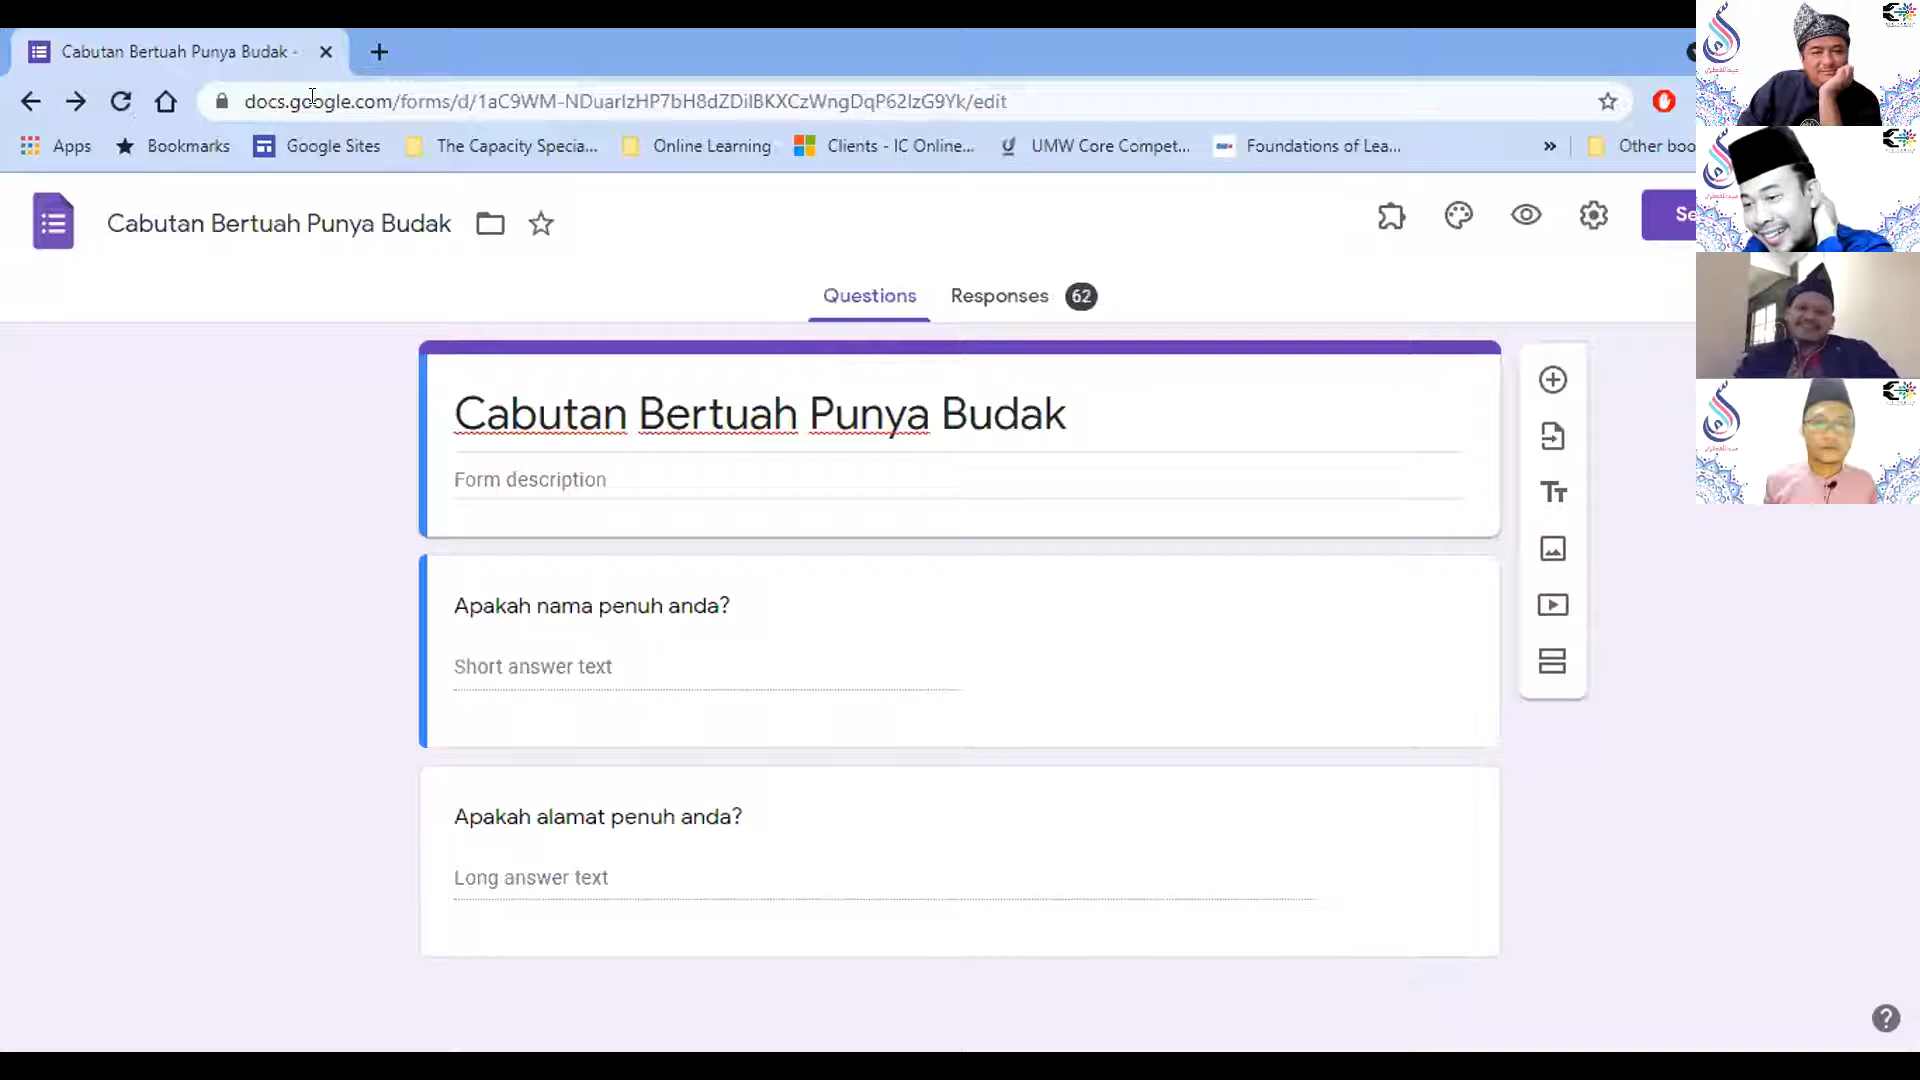 Cabutan Bertuah Punya Budak -
docs.google.com/forms/d/1aC9WM-NDuarlzHP7bH8dZDilBKXCzWngDqP62lzG9Yk/edit
Apps Bookmarks Google Sites The Capacity Specia... Online Learning Clients - IC Online... UMW Core Compet... Foundations of Lea... » Other boo
Cabutan Bertuah Punya Budak
Se
Questions Responses 62
Cabutan Bertuah Punya Budak
Form description
Apakah nama penuh anda?
Short answer text
Apakah alamat penuh anda?
Long answer text